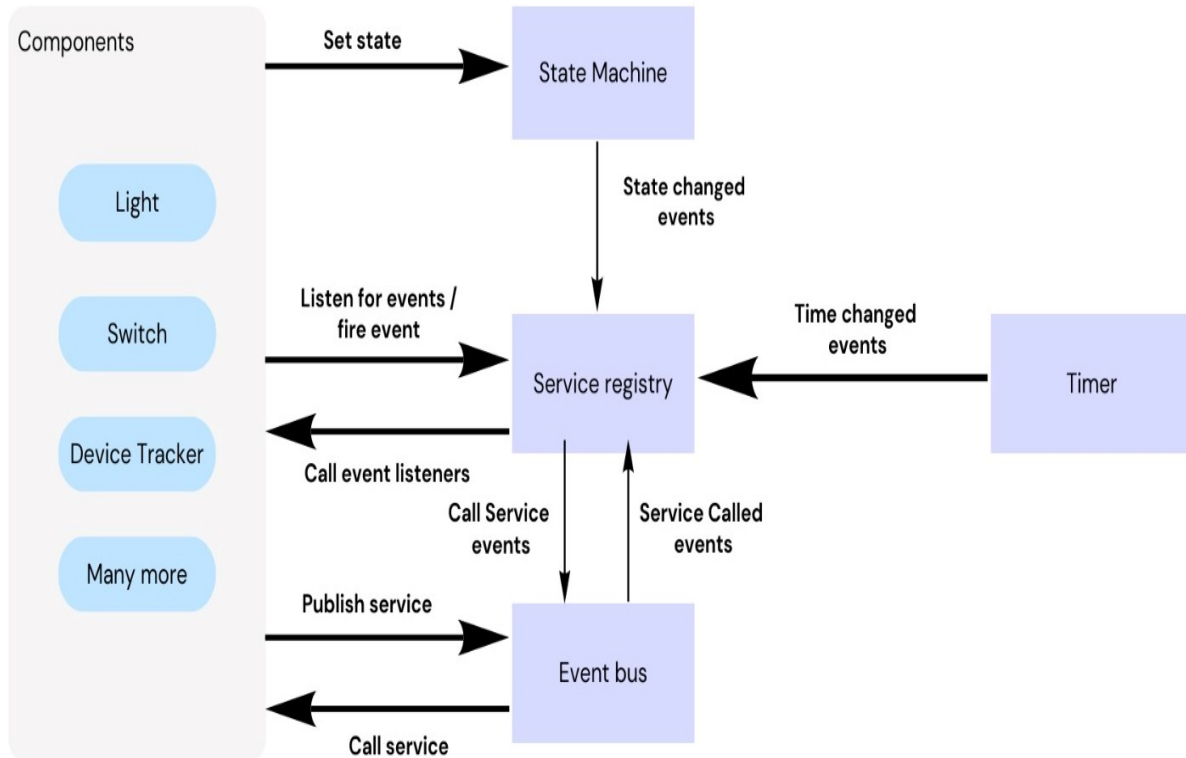 Components
Set state
State Machine
Light
State changed
events
Switch
Listen for events /
fire event
Service registry
Time changed
events
Timer
Device Tracker
Call event listeners
Call Service
events
Service Called
events
Many more
Publish service
Event bus
Call service